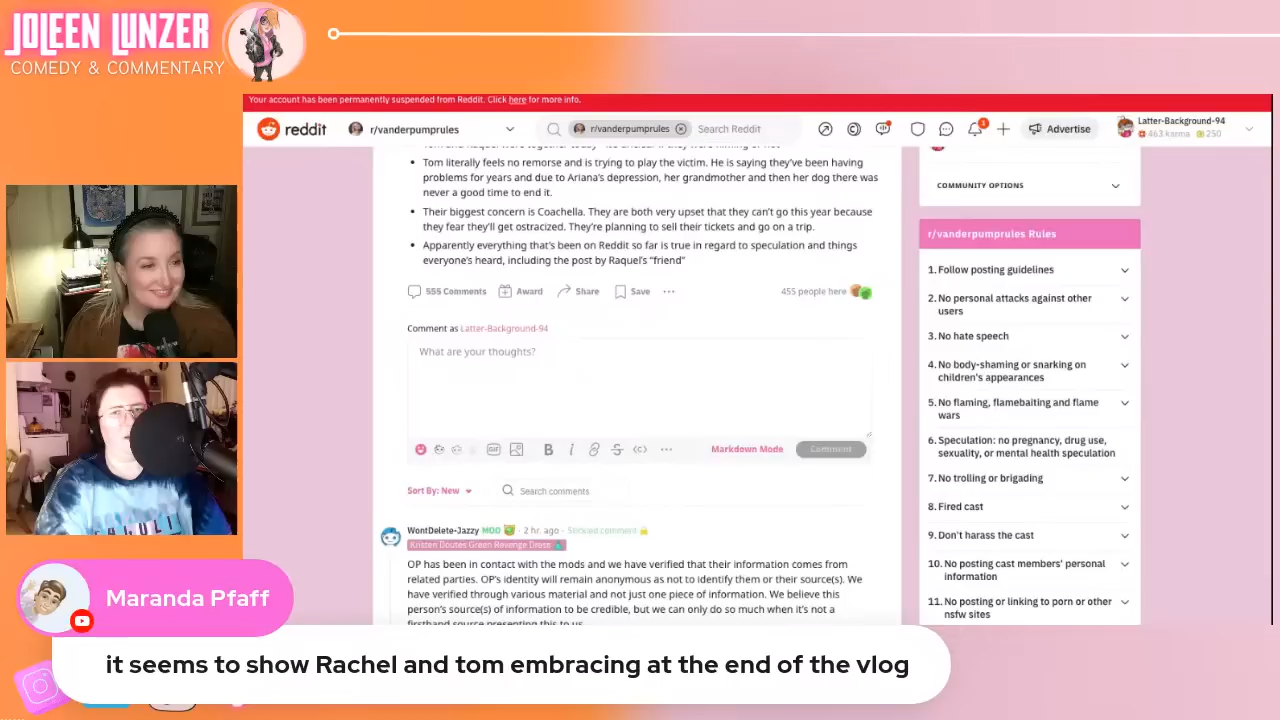 JOLEEN LUNZER
COMEDY & COMMENTARY
Your account has been permanently suspended from Reddit. Click here for more info.
reddit
r/vanderpumprules
r/vanderpumprules
Search Reddit
1
Advertise
Latter-Background-94
463 karma
250
Tom literally feels no remorse and is trying to play the victim. He is saying they've been having
problems for years and due to Ariana's depression, her grandmother and then her dog there was
never a good time to end it.
Their biggest concern is Coachella. They are both very upset that they can't go this year because
they fear they'll get ostracized. They're planning to sell their tickets and go on a trip.
Apparently everything that's been on Reddit so far is true in regard to speculation and things
everyone's heard, including the post by Raquel's "friend"
555 Comments
Award
Share
Save
455 people here
Comment as Latter-Background-94
What are your thoughts?
GIF
B
i
Markdown Mode
Comment
Sort By: New
Search comments
WontDelete-Jazzy MOD · 2 hr. ago · Stickied comment
Kristen Doutes Green Revenge Dress
OP has been in contact with the mods and we have verified that their information comes from
related parties. OP's identity will remain anonymous as not to identify them or their source(s). We
have verified through various material and not just one piece of information. We believe this
person's source(s) of information to be credible, but we can only do so much when it's not a
firsthand source presenting this to us
COMMUNITY OPTIONS
r/vanderpumprules Rules
1. Follow posting guidelines
2. No personal attacks against other
users
3. No hate speech
4. No body-shaming or snarking on
children's appearances
5. No flaming, flamebaiting and flame
wars
6. Speculation: no pregnancy, drug use,
sexuality, or mental health speculation
7. No trolling or brigading
8. Fired cast
9. Don't harass the cast
10. No posting cast members' personal
information
11. No posting or linking to porn or other
nsfw sites
Maranda Pfaff
it seems to show Rachel and tom embracing at the end of the vlog